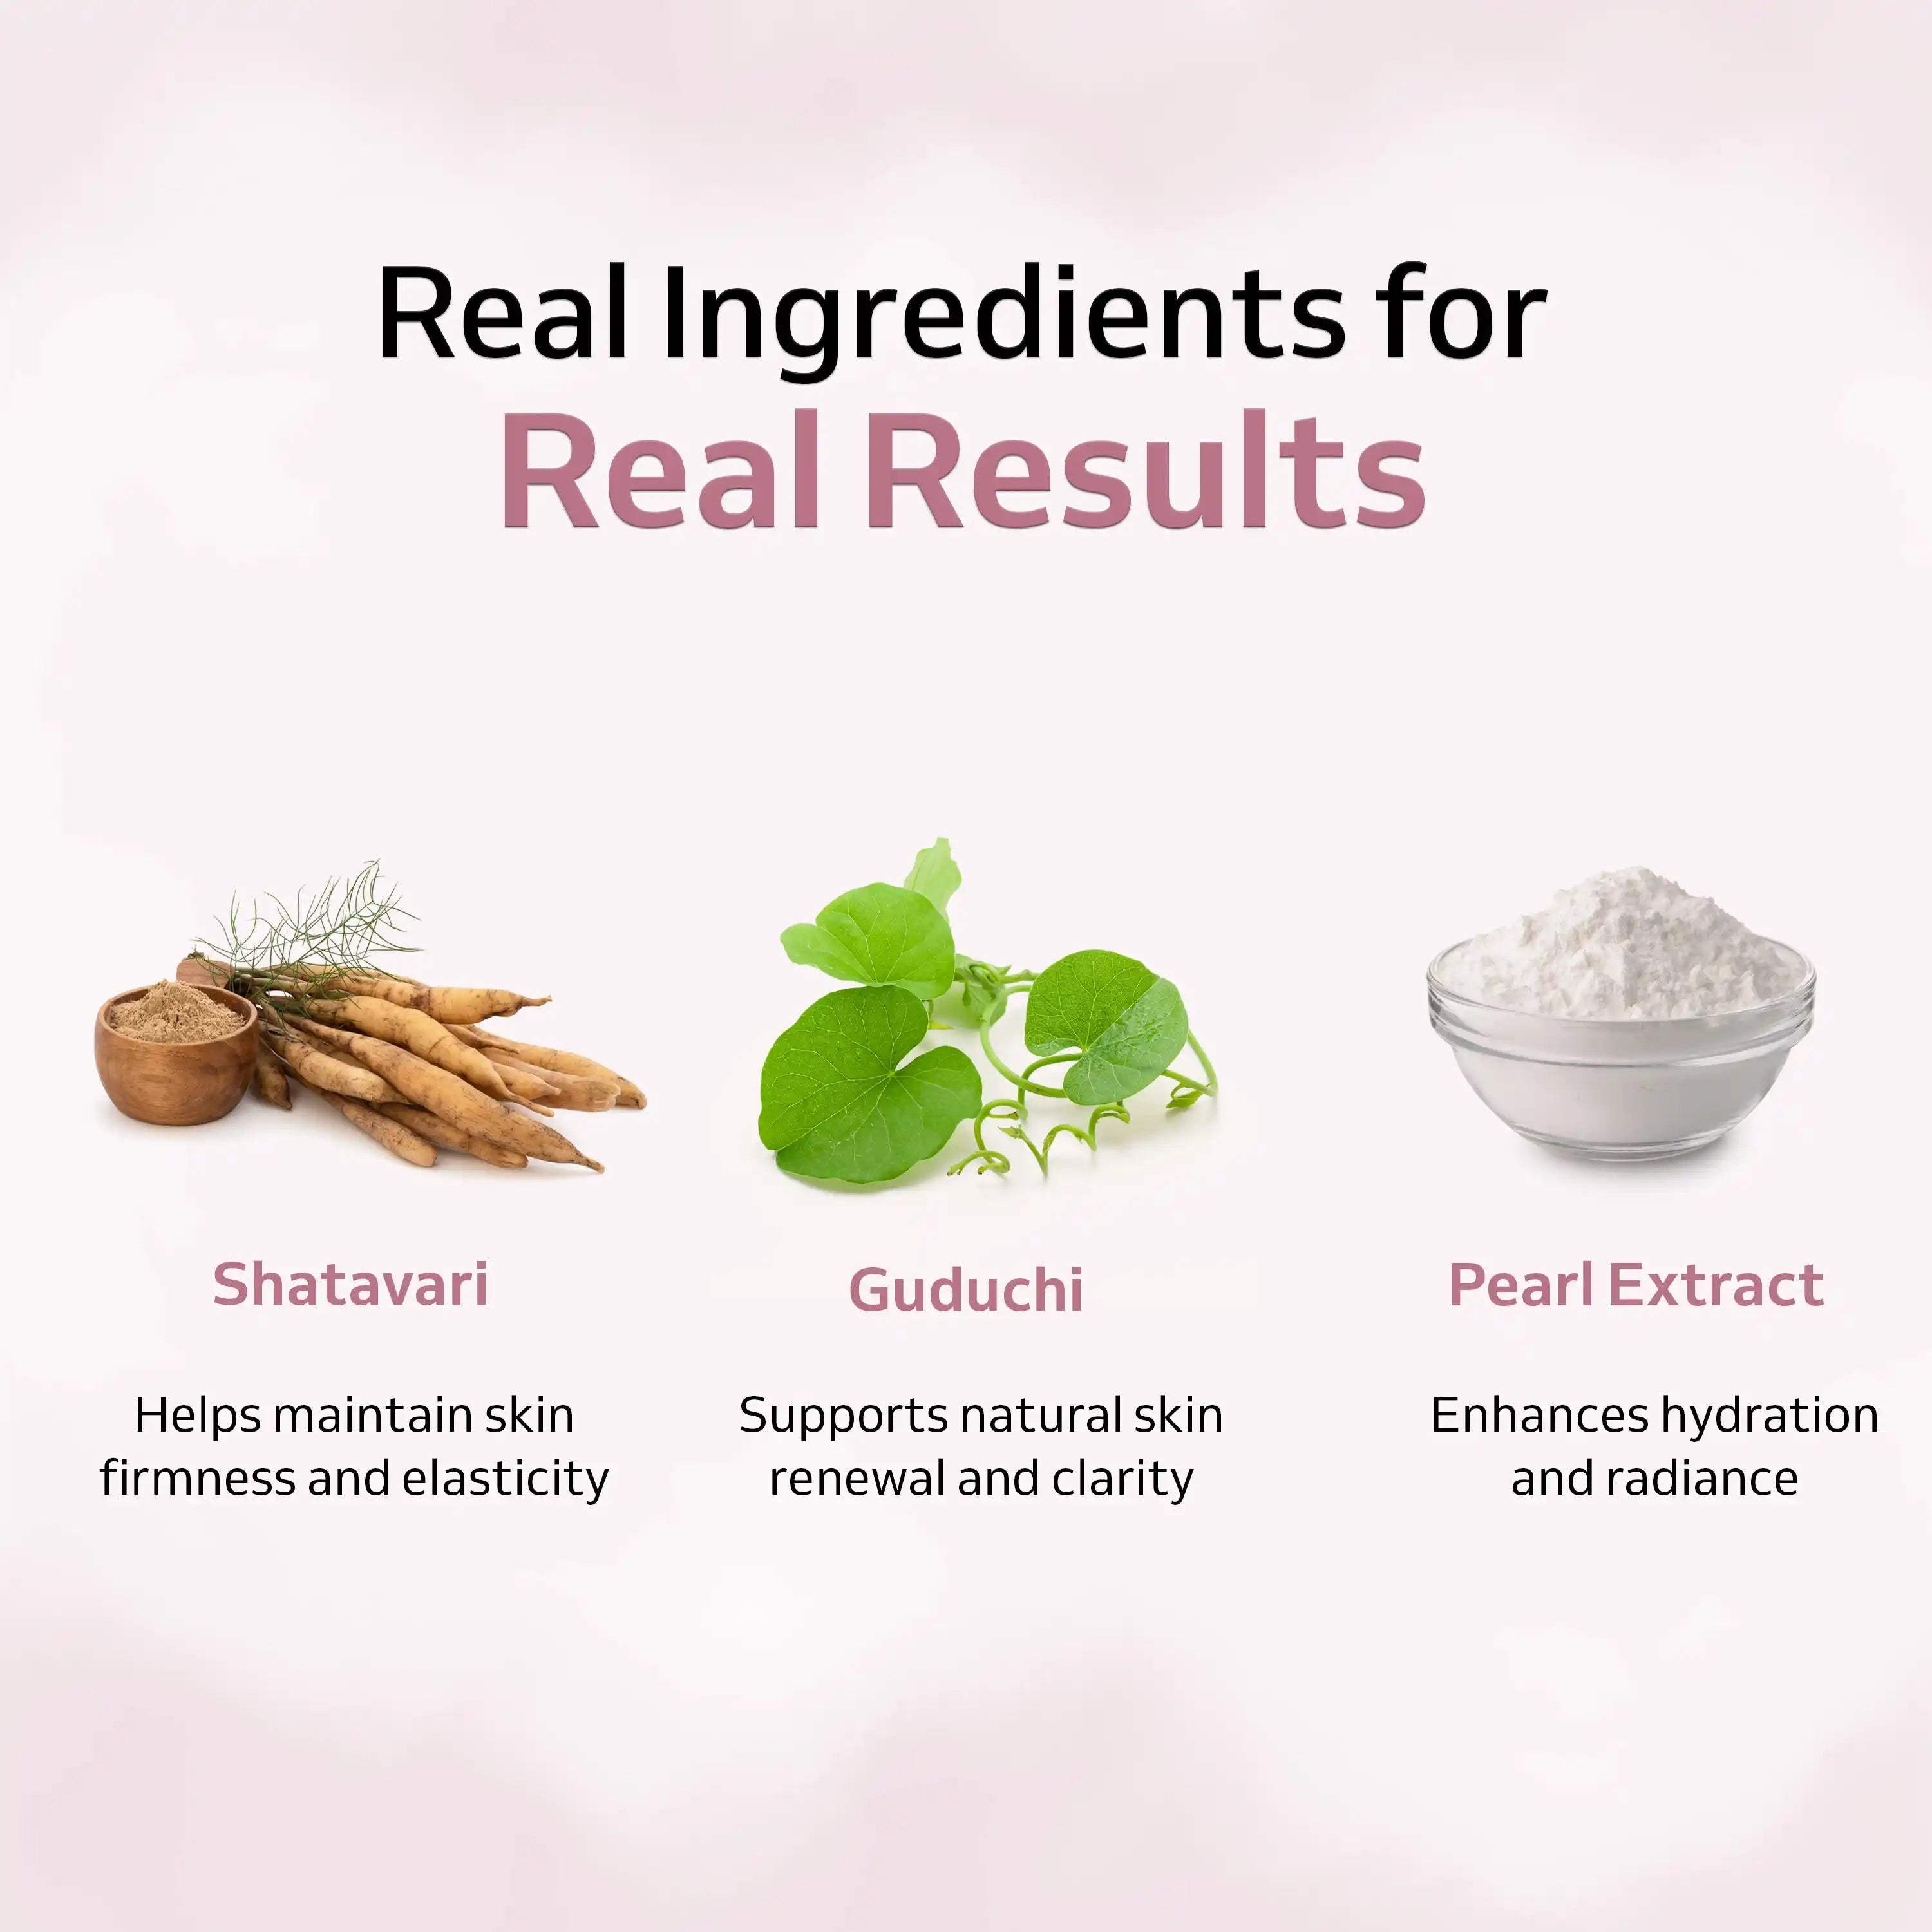 Real Ingredients for
Real Results
Shatavari
Helps maintain skin
firmness and elasticity
Guduchi
Supports natural skin
renewal and clarity
Pearl Extract
Enhances hydration
and radiance